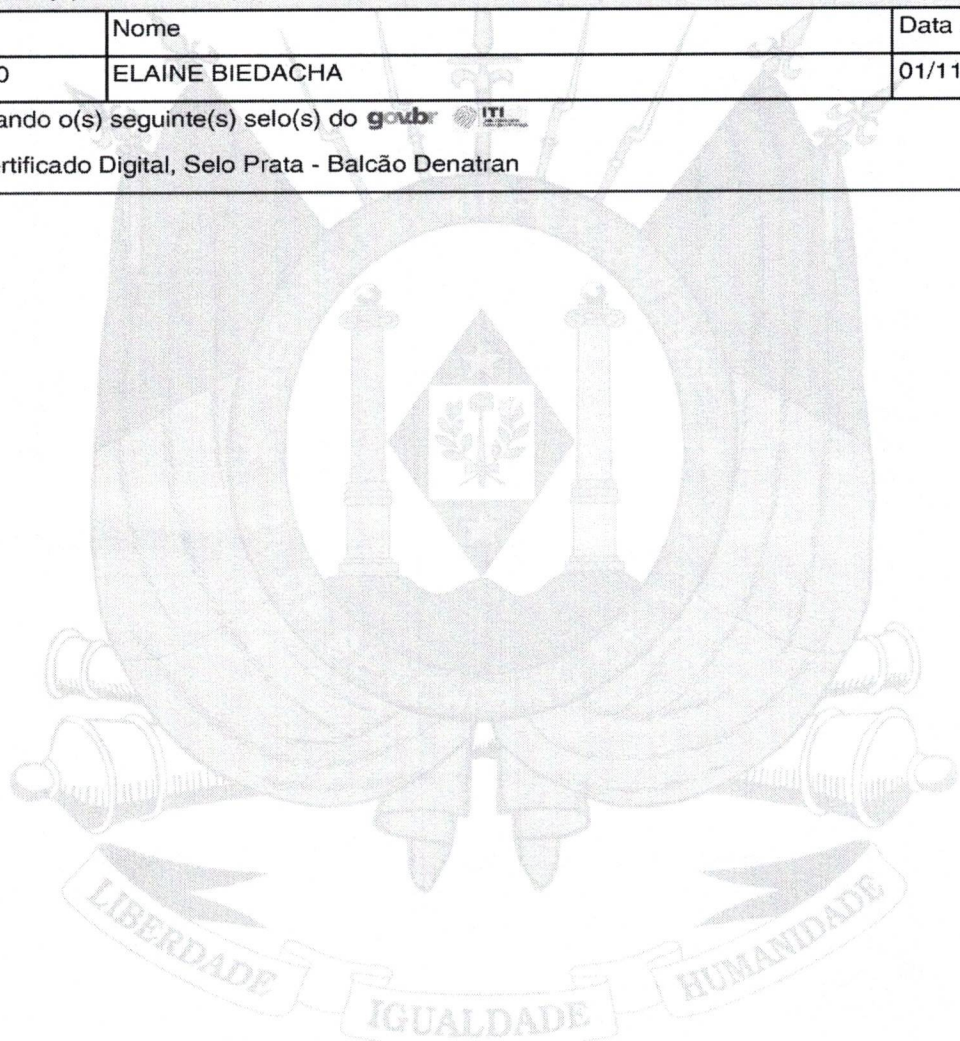 Nome
Data
ELAINE BIEDACHA
01/11
ando o(s) seguinte(s) selo(s) do gov.br ITI
rtificado Digital, Selo Prata - Balcão Denatran
LIBERDADE
IGUALDADE
HUMANIDADE